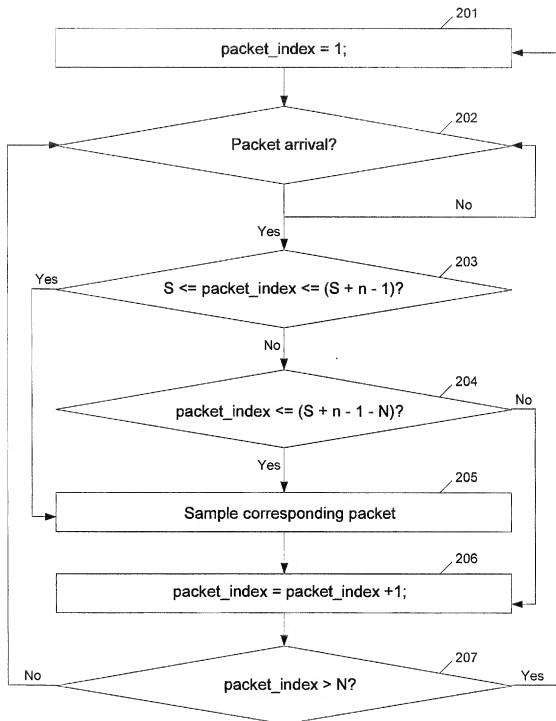 201
packet_index = 1;
202
Packet arrival?
No
Yes
203
Yes
S <= packet_index <= (S + n - 1)?
No
204
packet_index <= (S + n - 1 - N)?
No
Yes
205
Sample corresponding packet
206
packet_index = packet_index +1;
207
No
packet_index > N?
Yes